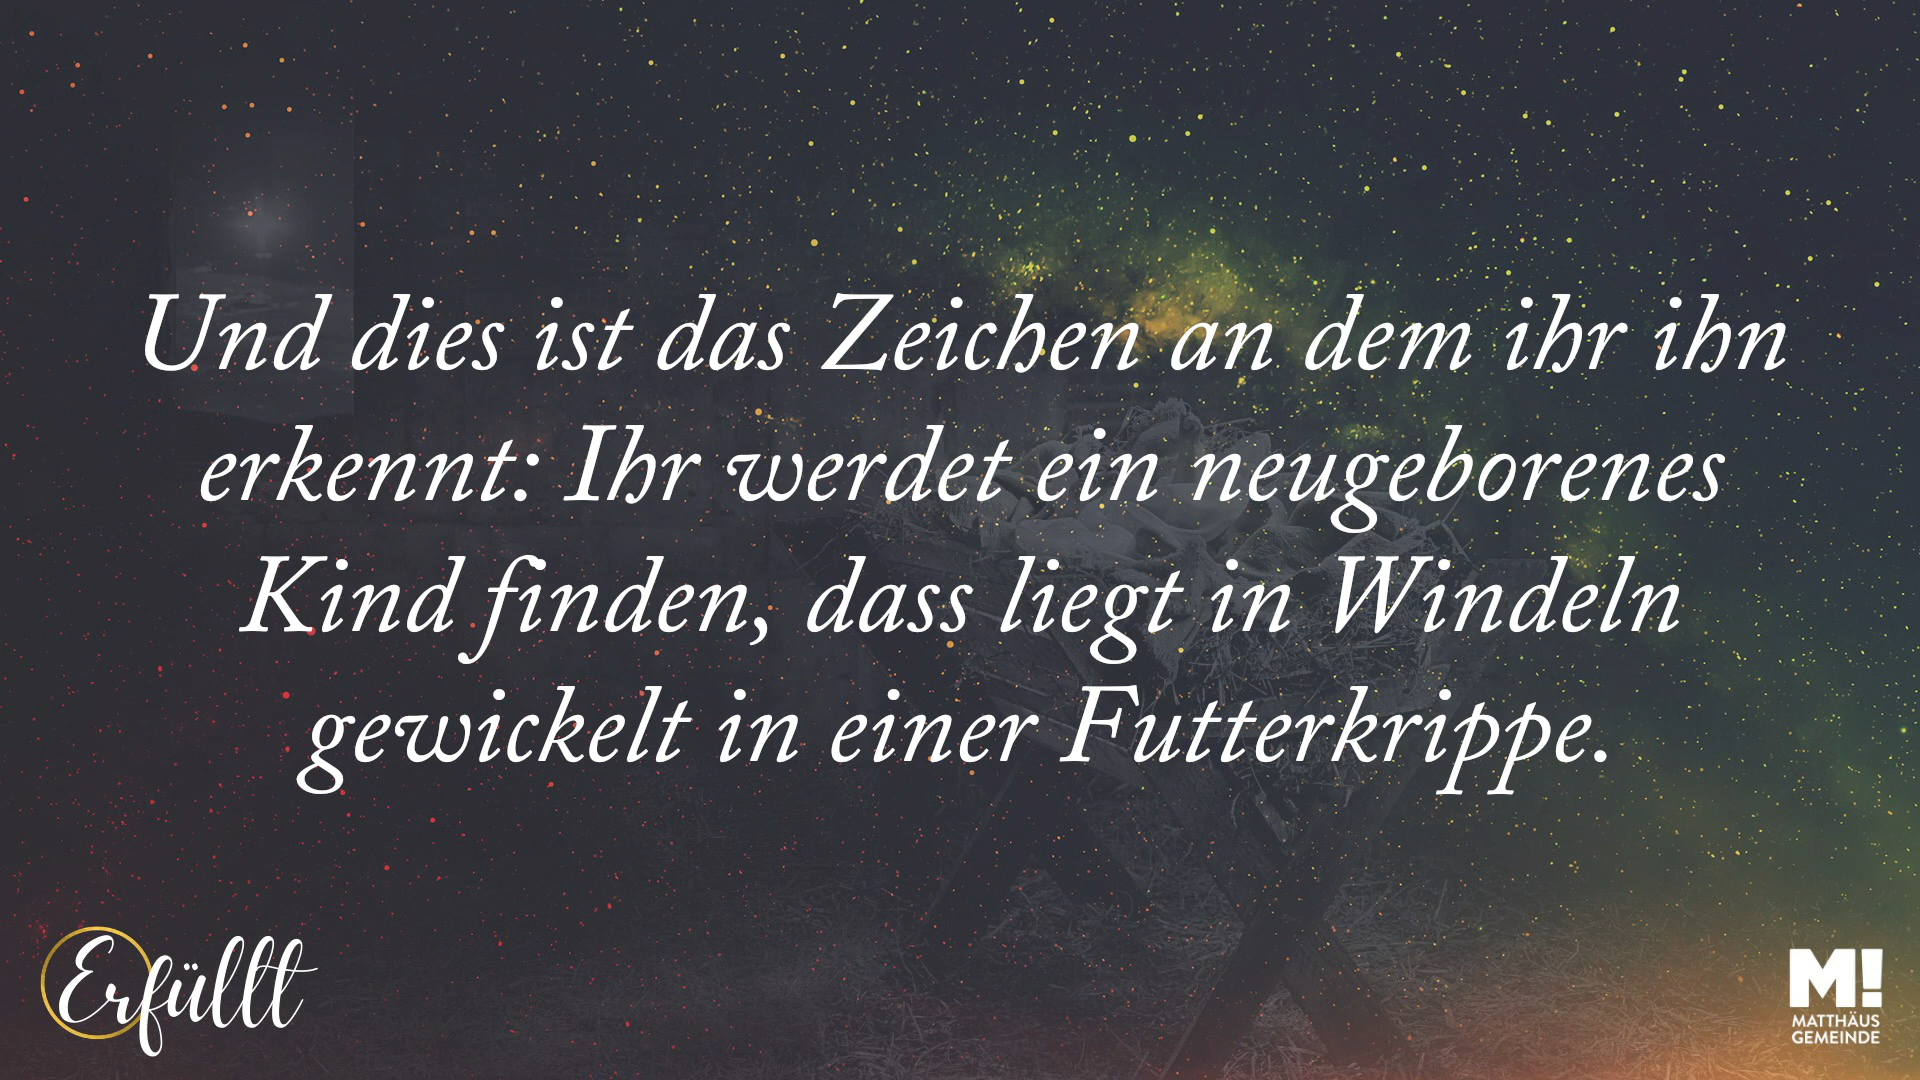 Und dies ist das Zeichen an dem ihr ihn
erkennt: Ihr werdet ein neugeborenes
Kind finden, dass liegt in Windeln
gewickelt in einer Futterkrippe.
Erfüllt
M!
MATTHÄUS
GEMEINDE